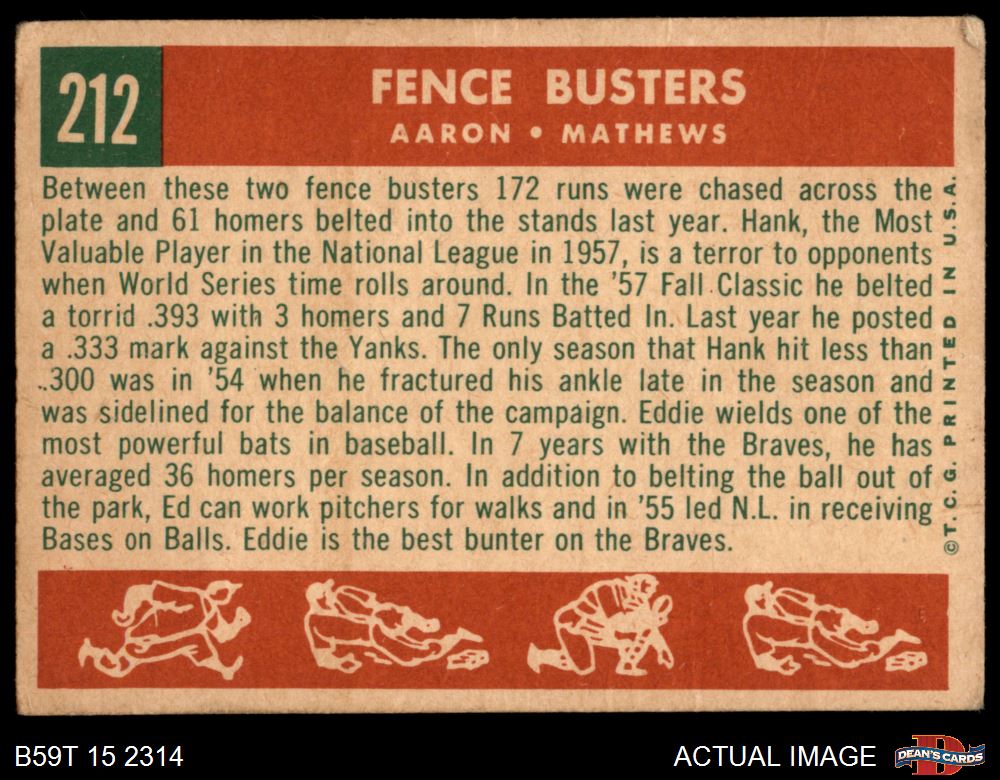 212
FENCE BUSTERS
AARON • MATHEWS
Between these two fence busters 172 runs were chased across the
plate and 61 homers belted into the stands last year. Hank, the Most
Valuable Player in the National League in 1957, is a terror to opponents
when World Series time rolls around. In the '57 Fall Classic he belted
a torrid .393 with 3 homers and 7 Runs Batted In. Last year he posted
a .333 mark against the Yanks. The only season that Hank hit less than
.300 was in '54 when he fractured his ankle late in the season and
was sidelined for the balance of the campaign. Eddie wields one of the
most powerful bats in baseball. In 7 years with the Braves, he has
averaged 36 homers per season. In addition to belting the ball out of
the park, Ed can work pitchers for walks and in '55 led N.L. in receiving
Bases on Balls. Eddie is the best bunter on the Braves.
©T. C. G. PRINTED IN U.S.A.
B59T 15 2314
ACTUAL IMAGE
DEAN'S CARDS